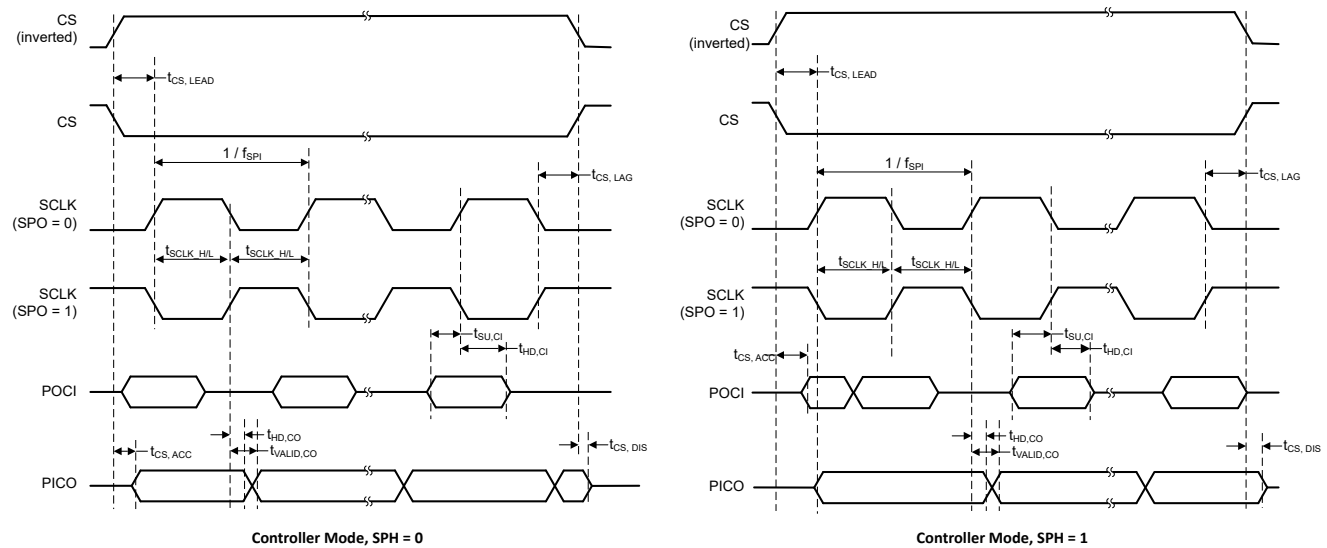 CS
(inverted)
tCS, LEAD
CS
1 / fSPI
tCS, LAG
SCLK
(SPO = 0)
tSCLK_H/L
tSCLK_H/L
SCLK
(SPO = 1)
tSU,CI
tHD,CI
POCI
tHD,CO
tCS, ACC
tVALID,CO
tCS, DIS
PICO
Controller Mode, SPH = 0
CS
(inverted)
tCS, LEAD
CS
1 / fSPI
tCS, LAG
SCLK
(SPO = 0)
tSCLK_H/L
tSCLK_H/L
SCLK
(SPO = 1)
tSU,CI
tCS, ACC
tHD,CI
POCI
tHD,CO
tVALID,CO
tCS, DIS
PICO
Controller Mode, SPH = 1